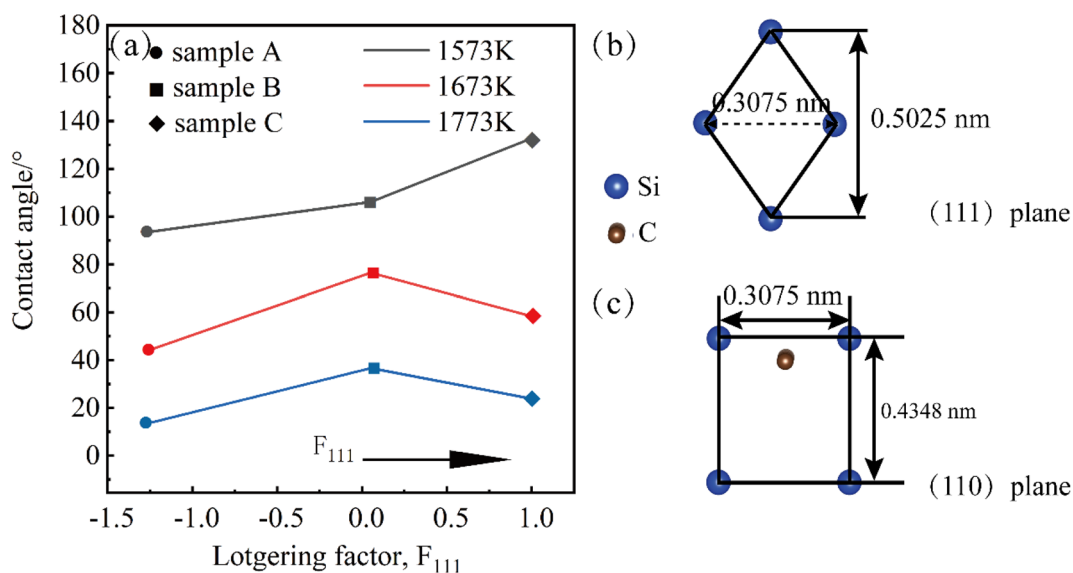 (a)
sample A
sample B
sample C
1573K
1673K
1773K
180
160
140
120
100
80
60
40
20
0
Contact angle/°
F111
-1.5 -1.0 -0.5 0.0 0.5 1.0
Lotgering factor, F111
(b)
0.3075 nm
0.5025 nm
Si
C
(111) plane
(c)
0.3075 nm
0.4348 nm
(110) plane